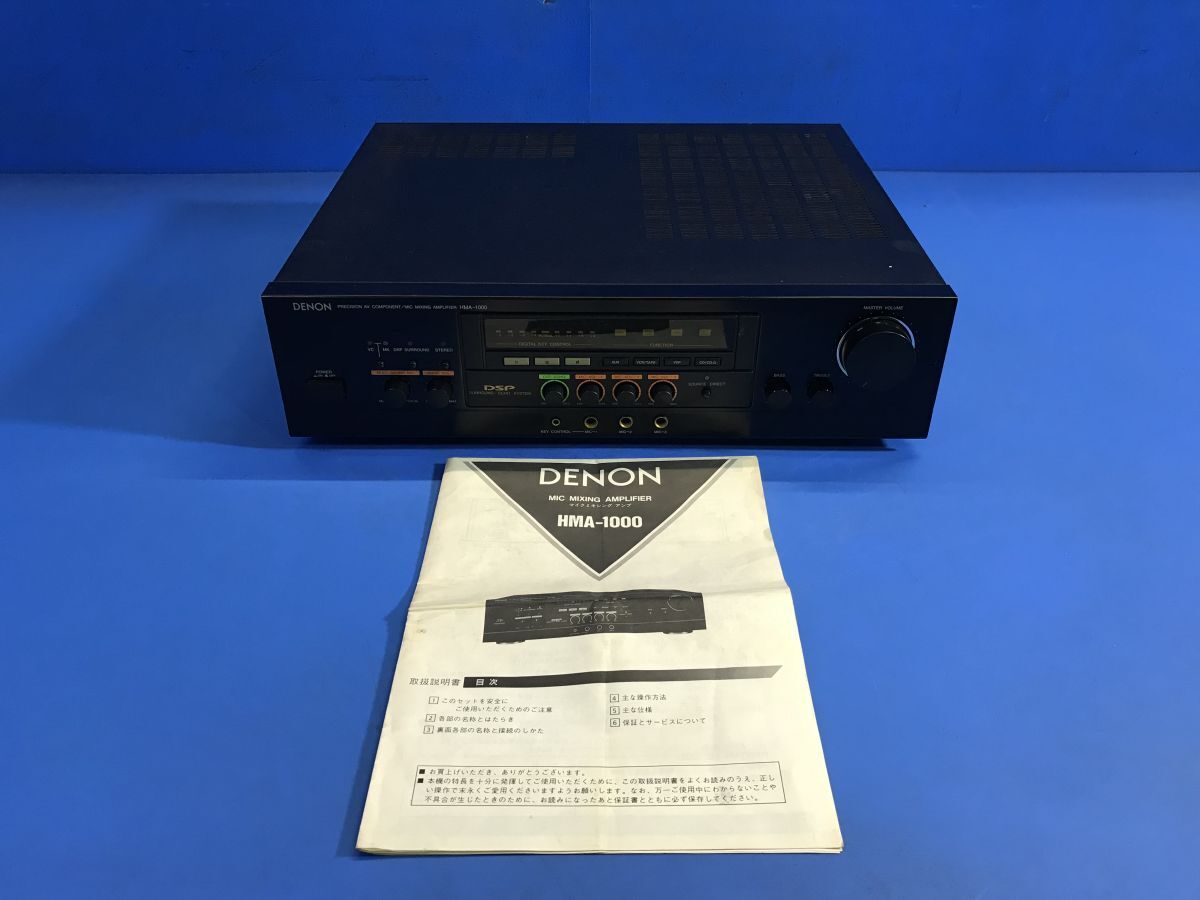 DENON PRECISION AV COMPONENT/MIC MIXING AMPLIFIER HMA-1000
MASTER VOLUME
VC MK DSP SURROUND STEREO
DIGITAL KEY CONTROL FUNCTION
POWER
AUX VCR/TAPE VDP CD/CD-G
BASS TREBLE
DSP
SURROUND
SOURCE DIRECT
KEY CONTROL MIC-1 MIC-2 MIC-3
DENON
MIC MIXING AMPLIFIER
マイクミキシング アンプ
HMA-1000
取扱説明書 目次
1 このセットを安全に
ご使用いただくためのご注意
2 各部の名称とはたらき
3 裏面各部の名称と接続のしかた
4 主な操作方法
5 主な仕様
6 保証とサービスについて
■ お買上げいただき、ありがとうございます。
■ 本機の特長を十分に発揮してご使用いただくために、この取扱説明書をよくお読みのうえ、正し
い操作で末永くご愛用くださいますようお願いします。なお、万一ご使用中にわからないことや
不具合が生じたときのために、お読みになったあと保証書とともに必ず保存してください。